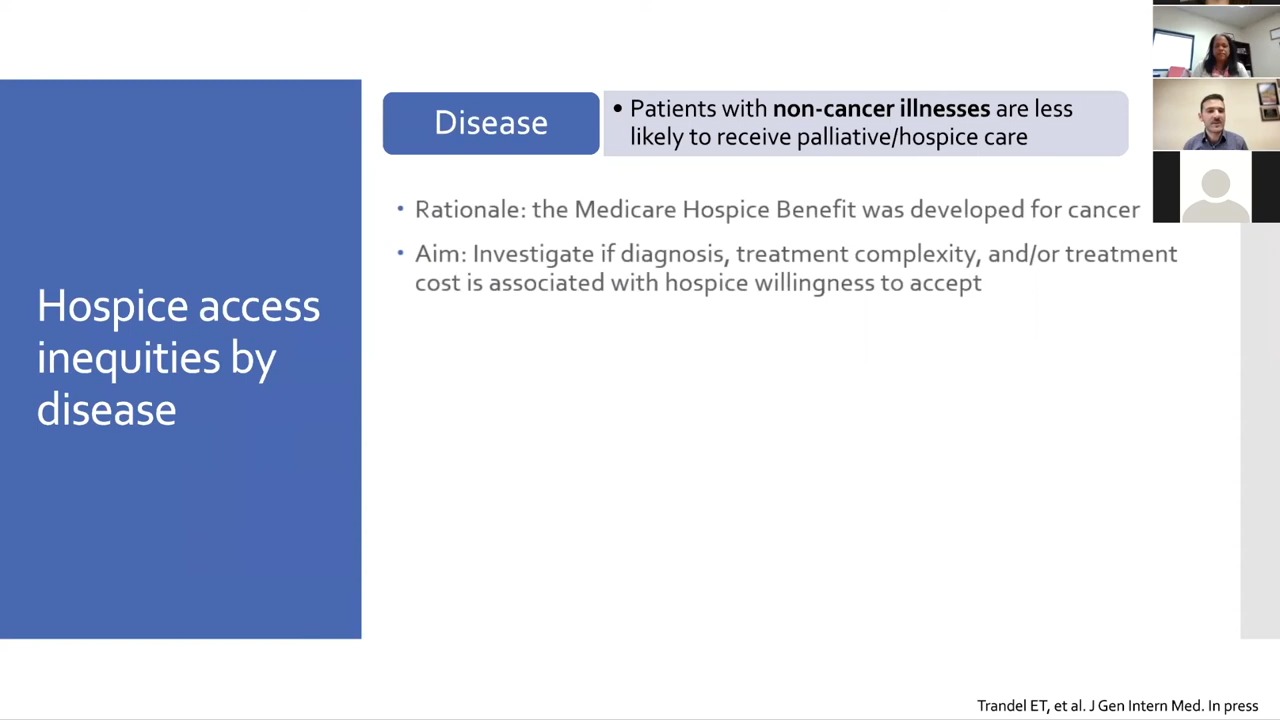 Hospice access
inequities by
disease
Disease
• Patients with non-cancer illnesses are less
likely to receive palliative/hospice care
• Rationale: the Medicare Hospice Benefit was developed for cancer
• Aim: Investigate if diagnosis, treatment complexity, and/or treatment
cost is associated with hospice willingness to accept
Trandel ET, et al. J Gen Intern Med. In press